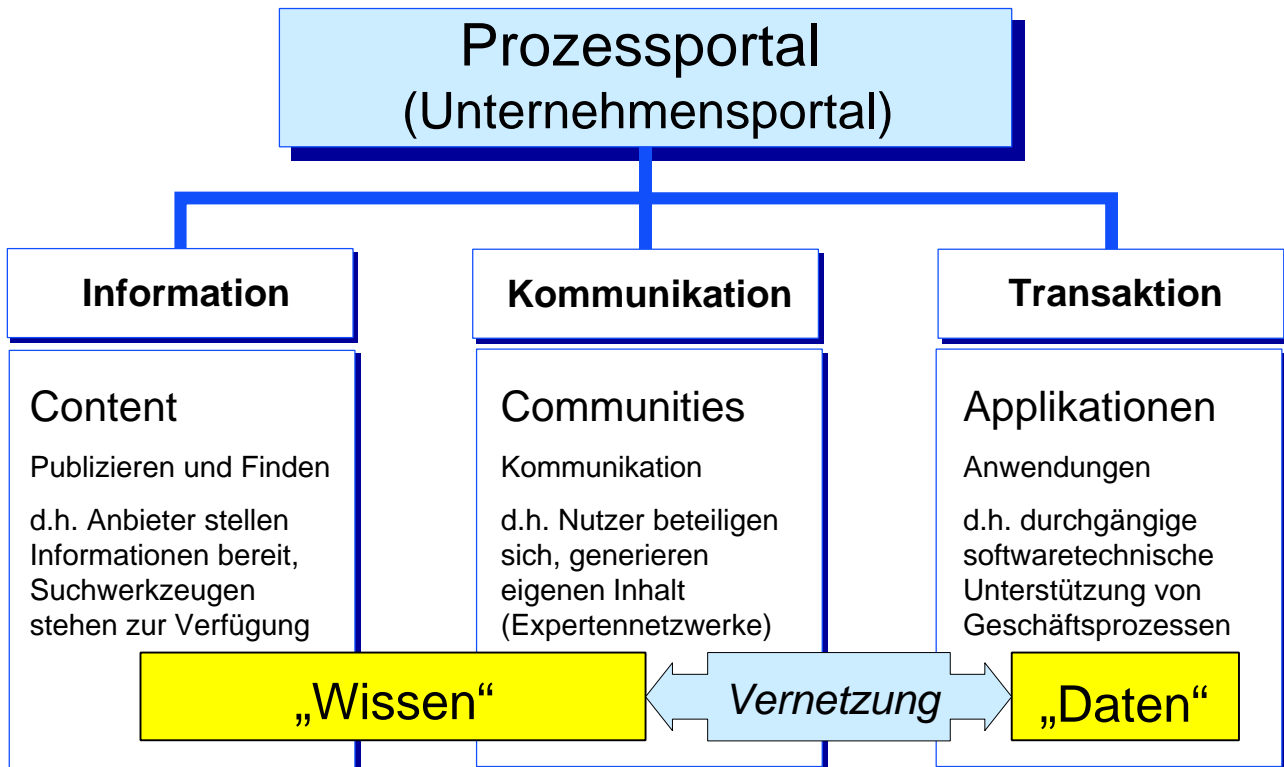 Prozessportal
(Unternehmensportal)
Information
Kommunikation
Transaktion
Content
Publizieren und Finden
d.h. Anbieter stellen
Informationen bereit,
Suchwerkzeugen
stehen zur Verfügung
Communities
Kommunikation
d.h. Nutzer beteiligen
sich, generieren
eigenen Inhalt
(Expertennetzwerke)
Applikationen
Anwendungen
d.h. durchgängige
softwaretechnische
Unterstützung von
Geschäftsprozessen
„Wissen“
Vernetzung
„Daten“